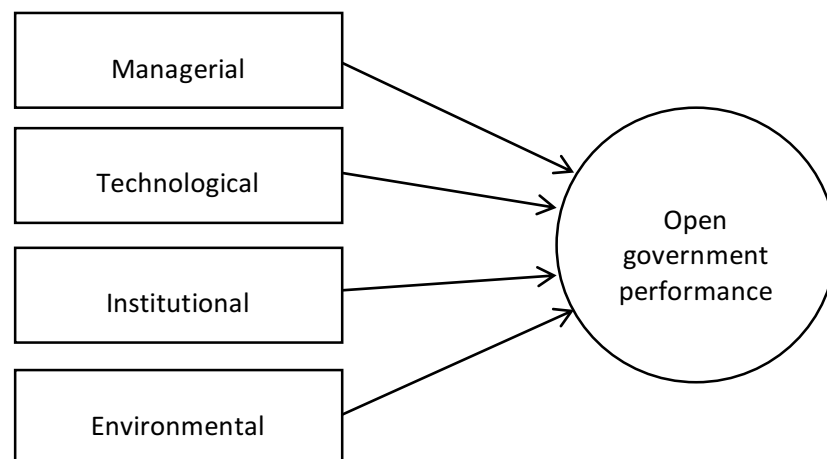 Managerial
Technological
Institutional
Environmental
Open
government
performance